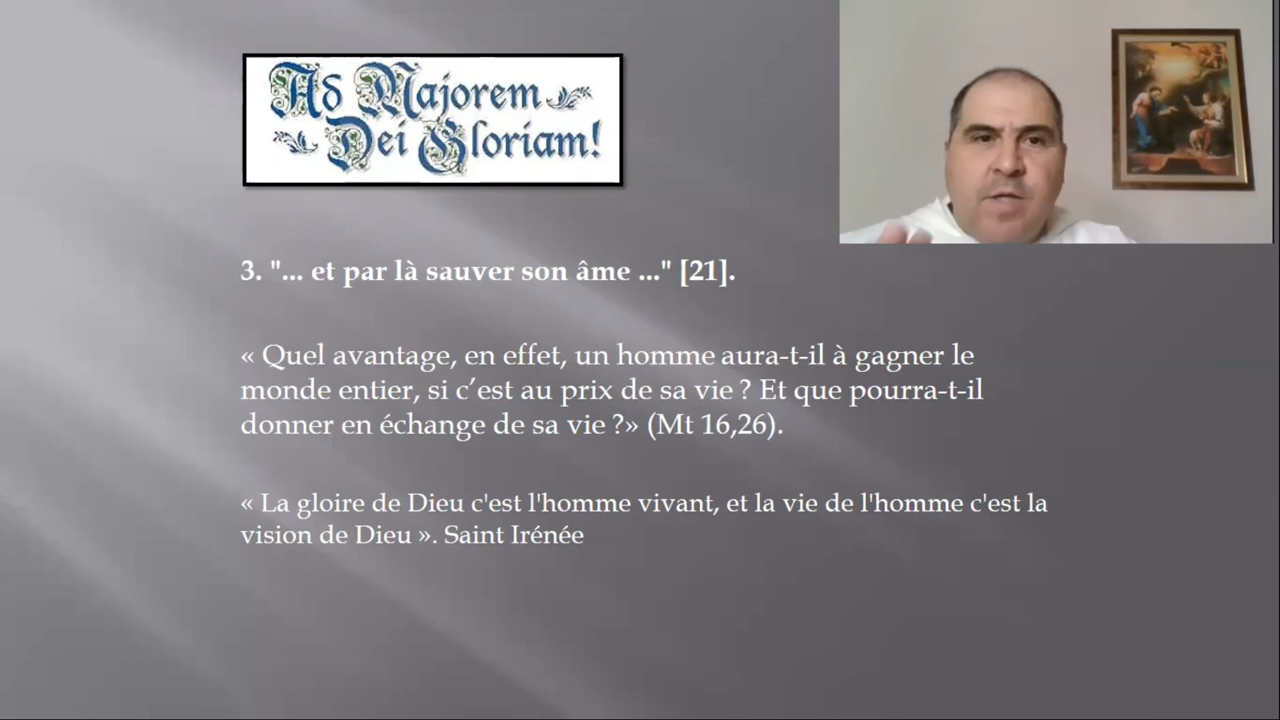 Ad Majorem
Dei Gloriam!
3. "... et par là sauver son âme ..." [21].
« Quel avantage, en effet, un homme aura-t-il à gagner le
monde entier, si c’est au prix de sa vie ? Et que pourra-t-il
donner en échange de sa vie ?» (Mt 16,26).
« La gloire de Dieu c'est l'homme vivant, et la vie de l'homme c'est la
vision de Dieu ». Saint Irénée